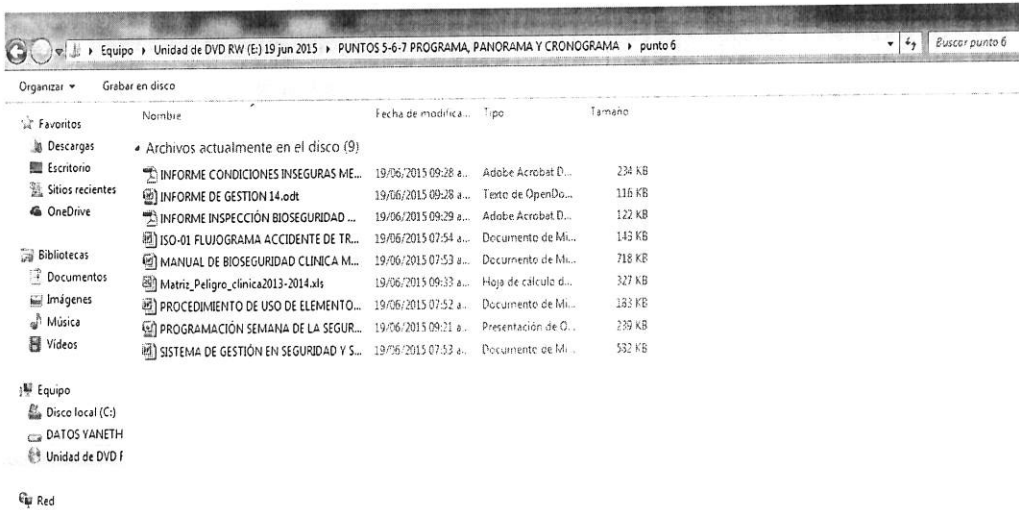 Equipo ▸ Unidad de DVD RW (E:) 19 jun 2015 ▸ PUNTOS 5-6-7 PROGRAMA, PANORAMA Y CRONOGRAMA ▸ punto 6
Buscar punto 6
Organizar Grabar en disco
Favoritos
Descargas
Escritorio
Sitios recientes
OneDrive
Bibliotecas
Documentos
Imágenes
Música
Vídeos
Equipo
Disco local (C:)
DATOS YANETH
Unidad de DVD F
Red
Nombre Fecha de modifica... Tipo Tamaño
Archivos actualmente en el disco (9)
INFORME CONDICIONES INSEGURAS ME... 19/06/2015 09:28 a... Adobe Acrobat D... 234 KB
INFORME DE GESTION 14.odt 19/06/2015 09:28 a... Texto de OpenDo... 116 KB
INFORME INSPECCIÓN BIOSEGURIDAD ... 19/06/2015 09:29 a... Adobe Acrobat D... 122 KB
ISO-01 FLUJOGRAMA ACCIDENTE DE TR... 19/06/2015 07:54 a... Documento de Mi... 143 KB
MANUAL DE BIOSEGURIDAD CLINICA M... 19/06/2015 07:53 a... Documento de Mi... 718 KB
Matriz_Peligro_clinica2013-2014.xls 19/06/2015 09:33 a... Hoja de cálculo d... 327 KB
PROCEDIMIENTO DE USO DE ELEMENTO... 19/06/2015 07:52 a... Documento de Mi... 183 KB
PROGRAMACIÓN SEMANA DE LA SEGUR... 19/06/2015 09:21 a... Presentación de O... 239 KB
SISTEMA DE GESTIÓN EN SEGURIDAD Y S... 19/06/2015 07:53 a... Documento de Mi... 532 KB